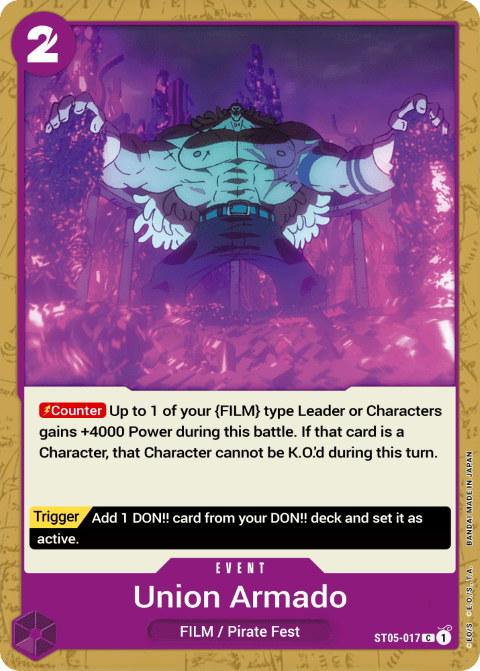 2
Counter Up to 1 of your {FILM} type Leader or Characters
gains +4000 Power during this battle. If that card is a
Character, that Character cannot be K.O.'d during this turn.
Trigger Add 1 DON!! card from your DON!! deck and set it as
active.
EVENT
Union Armado
FILM / Pirate Fest
ST05-017 C 1
©E.O/S. ©E.O./S.,T.A. BANDAI MADE IN JAPAN